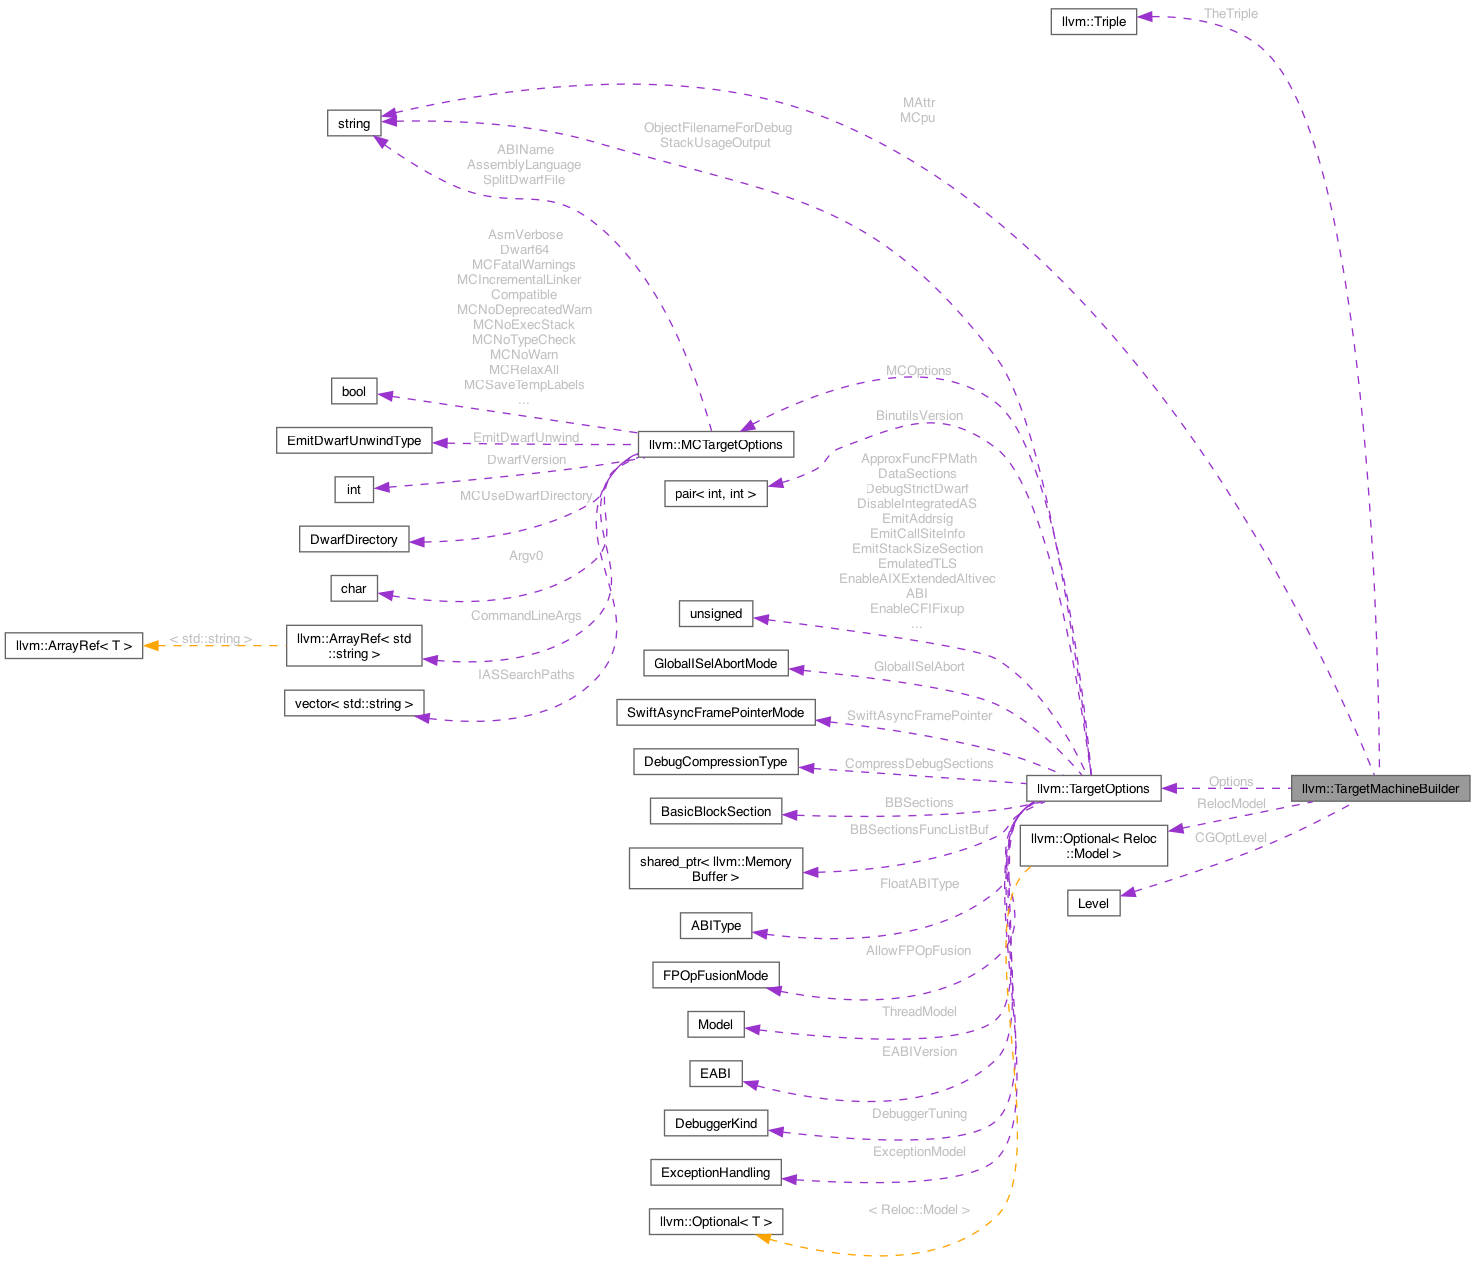 llvm::Triple
TheTriple
string
MAttr
MCpu
ObjectFilenameForDebug
StackUsageOutput
ABIName
AssemblyLanguage
SplitDwarfFile
AsmVerbose
Dwarf64
MCFatalWarnings
MCIncrementalLinker
Compatible
MCNoDeprecatedWarn
MCNoExecStack
MCNoTypeCheck
MCNoWarn
MCRelaxAll
MCSaveTempLabels
...
bool
MCOptions
EmitDwarfUnwindType
EmitDwarfUnwind
llvm::MCTargetOptions
BinutilsVersion
DwarfVersion
int
MCUseDwarfDirectory
pair< int, int >
ApproxFuncFPMath
DataSections
DebugStrictDwarf
DisableIntegratedAS
EmitAddrsig
EmitCallSiteInfo
EmitStackSizeSection
EmulatedTLS
EnableAIXExtendedAltivec
ABI
EnableCFIFixup
...
DwarfDirectory
Argv0
char
unsigned
CommandLineArgs
llvm::ArrayRef< T >
< std::string >
llvm::ArrayRef< std
::string >
GlobalISelAbortMode
GlobalISelAbort
IASSearchPaths
vector< std::string >
SwiftAsyncFramePointerMode
SwiftAsyncFramePointer
DebugCompressionType
CompressDebugSections
llvm::TargetOptions
Options
llvm::TargetMachineBuilder
BasicBlockSection
BBSections
RelocModel
BBSectionsFuncListBuf
llvm::Optional< Reloc
::Model >
CGOptLevel
shared_ptr< llvm::Memory
Buffer >
FloatABIType
Level
ABIType
AllowFPOpFusion
FPOpFusionMode
ThreadModel
Model
EABIVersion
EABI
DebuggerTuning
DebuggerKind
ExceptionModel
ExceptionHandling
< Reloc::Model >
llvm::Optional< T >